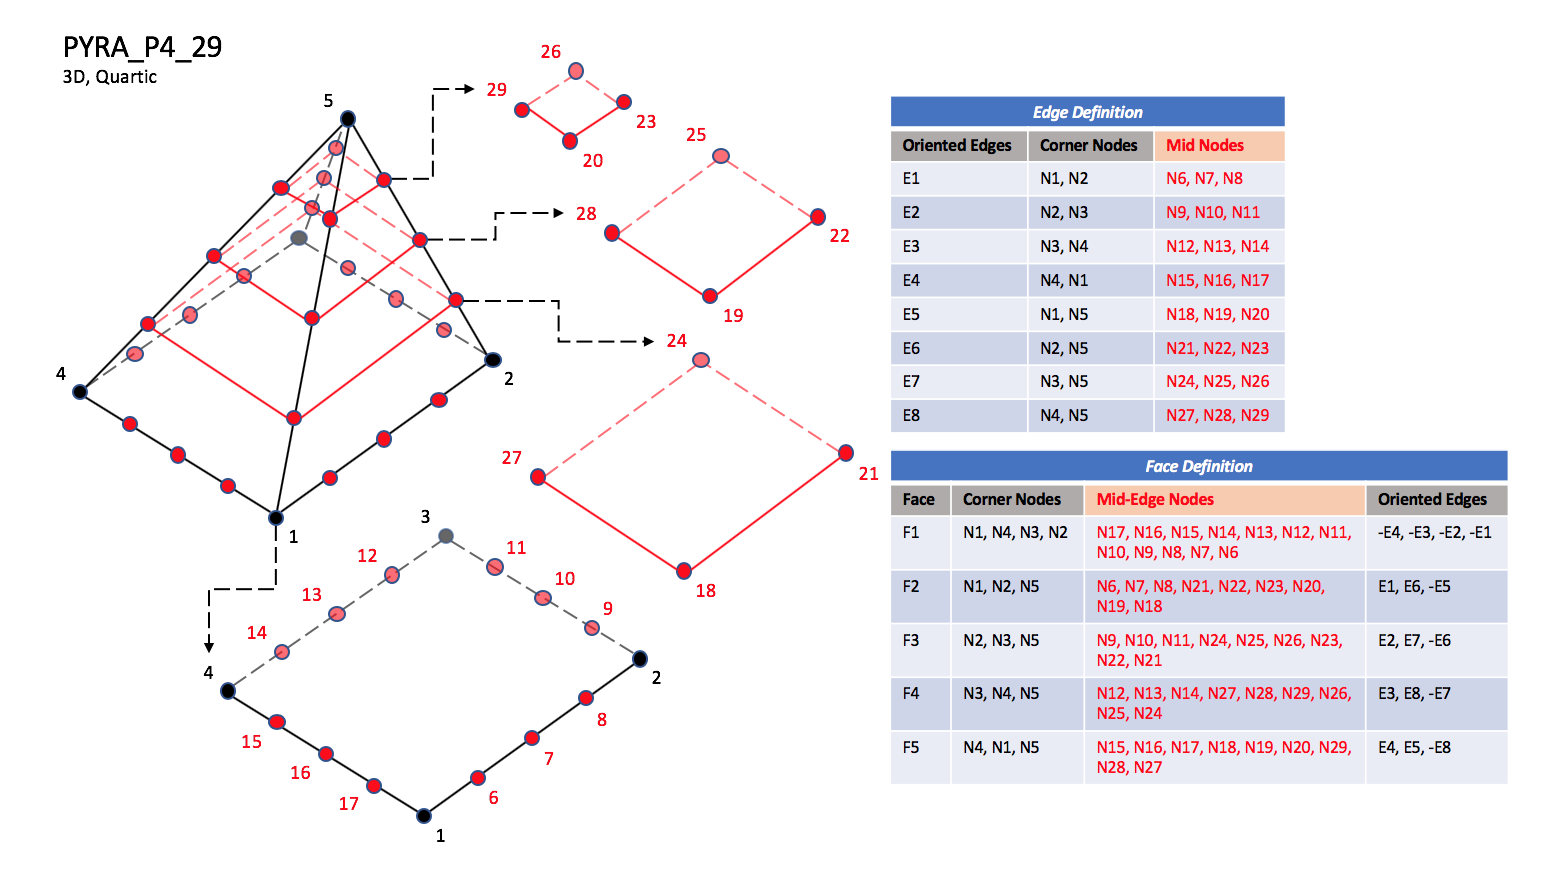 PYRA_P4_29
3D, Quartic
5
4
2
1
26
29
23
20
25
28
22
19
24
27
21
18
3
12
11
13
10
14
9
4
2
15
8
16
7
17
6
1
Edge Definition
Oriented Edges Corner Nodes Mid Nodes
E1 N1, N2 N6, N7, N8
E2 N2, N3 N9, N10, N11
E3 N3, N4 N12, N13, N14
E4 N4, N1 N15, N16, N17
E5 N1, N5 N18, N19, N20
E6 N2, N5 N21, N22, N23
E7 N3, N5 N24, N25, N26
E8 N4, N5 N27, N28, N29
Face Definition
Face Corner Nodes Mid-Edge Nodes Oriented Edges
F1 N1, N4, N3, N2 N17, N16, N15, N14, N13, N12, N11, -E4, -E3, -E2, -E1
N10, N9, N8, N7, N6
F2 N1, N2, N5 N6, N7, N8, N21, N22, N23, N20, E1, E6, -E5
N19, N18
F3 N2, N3, N5 N9, N10, N11, N24, N25, N26, N23, E2, E7, -E6
N22, N21
F4 N3, N4, N5 N12, N13, N14, N27, N28, N29, N26, E3, E8, -E7
N25, N24
F5 N4, N1, N5 N15, N16, N17, N18, N19, N20, N29, E4, E5, -E8
N28, N27